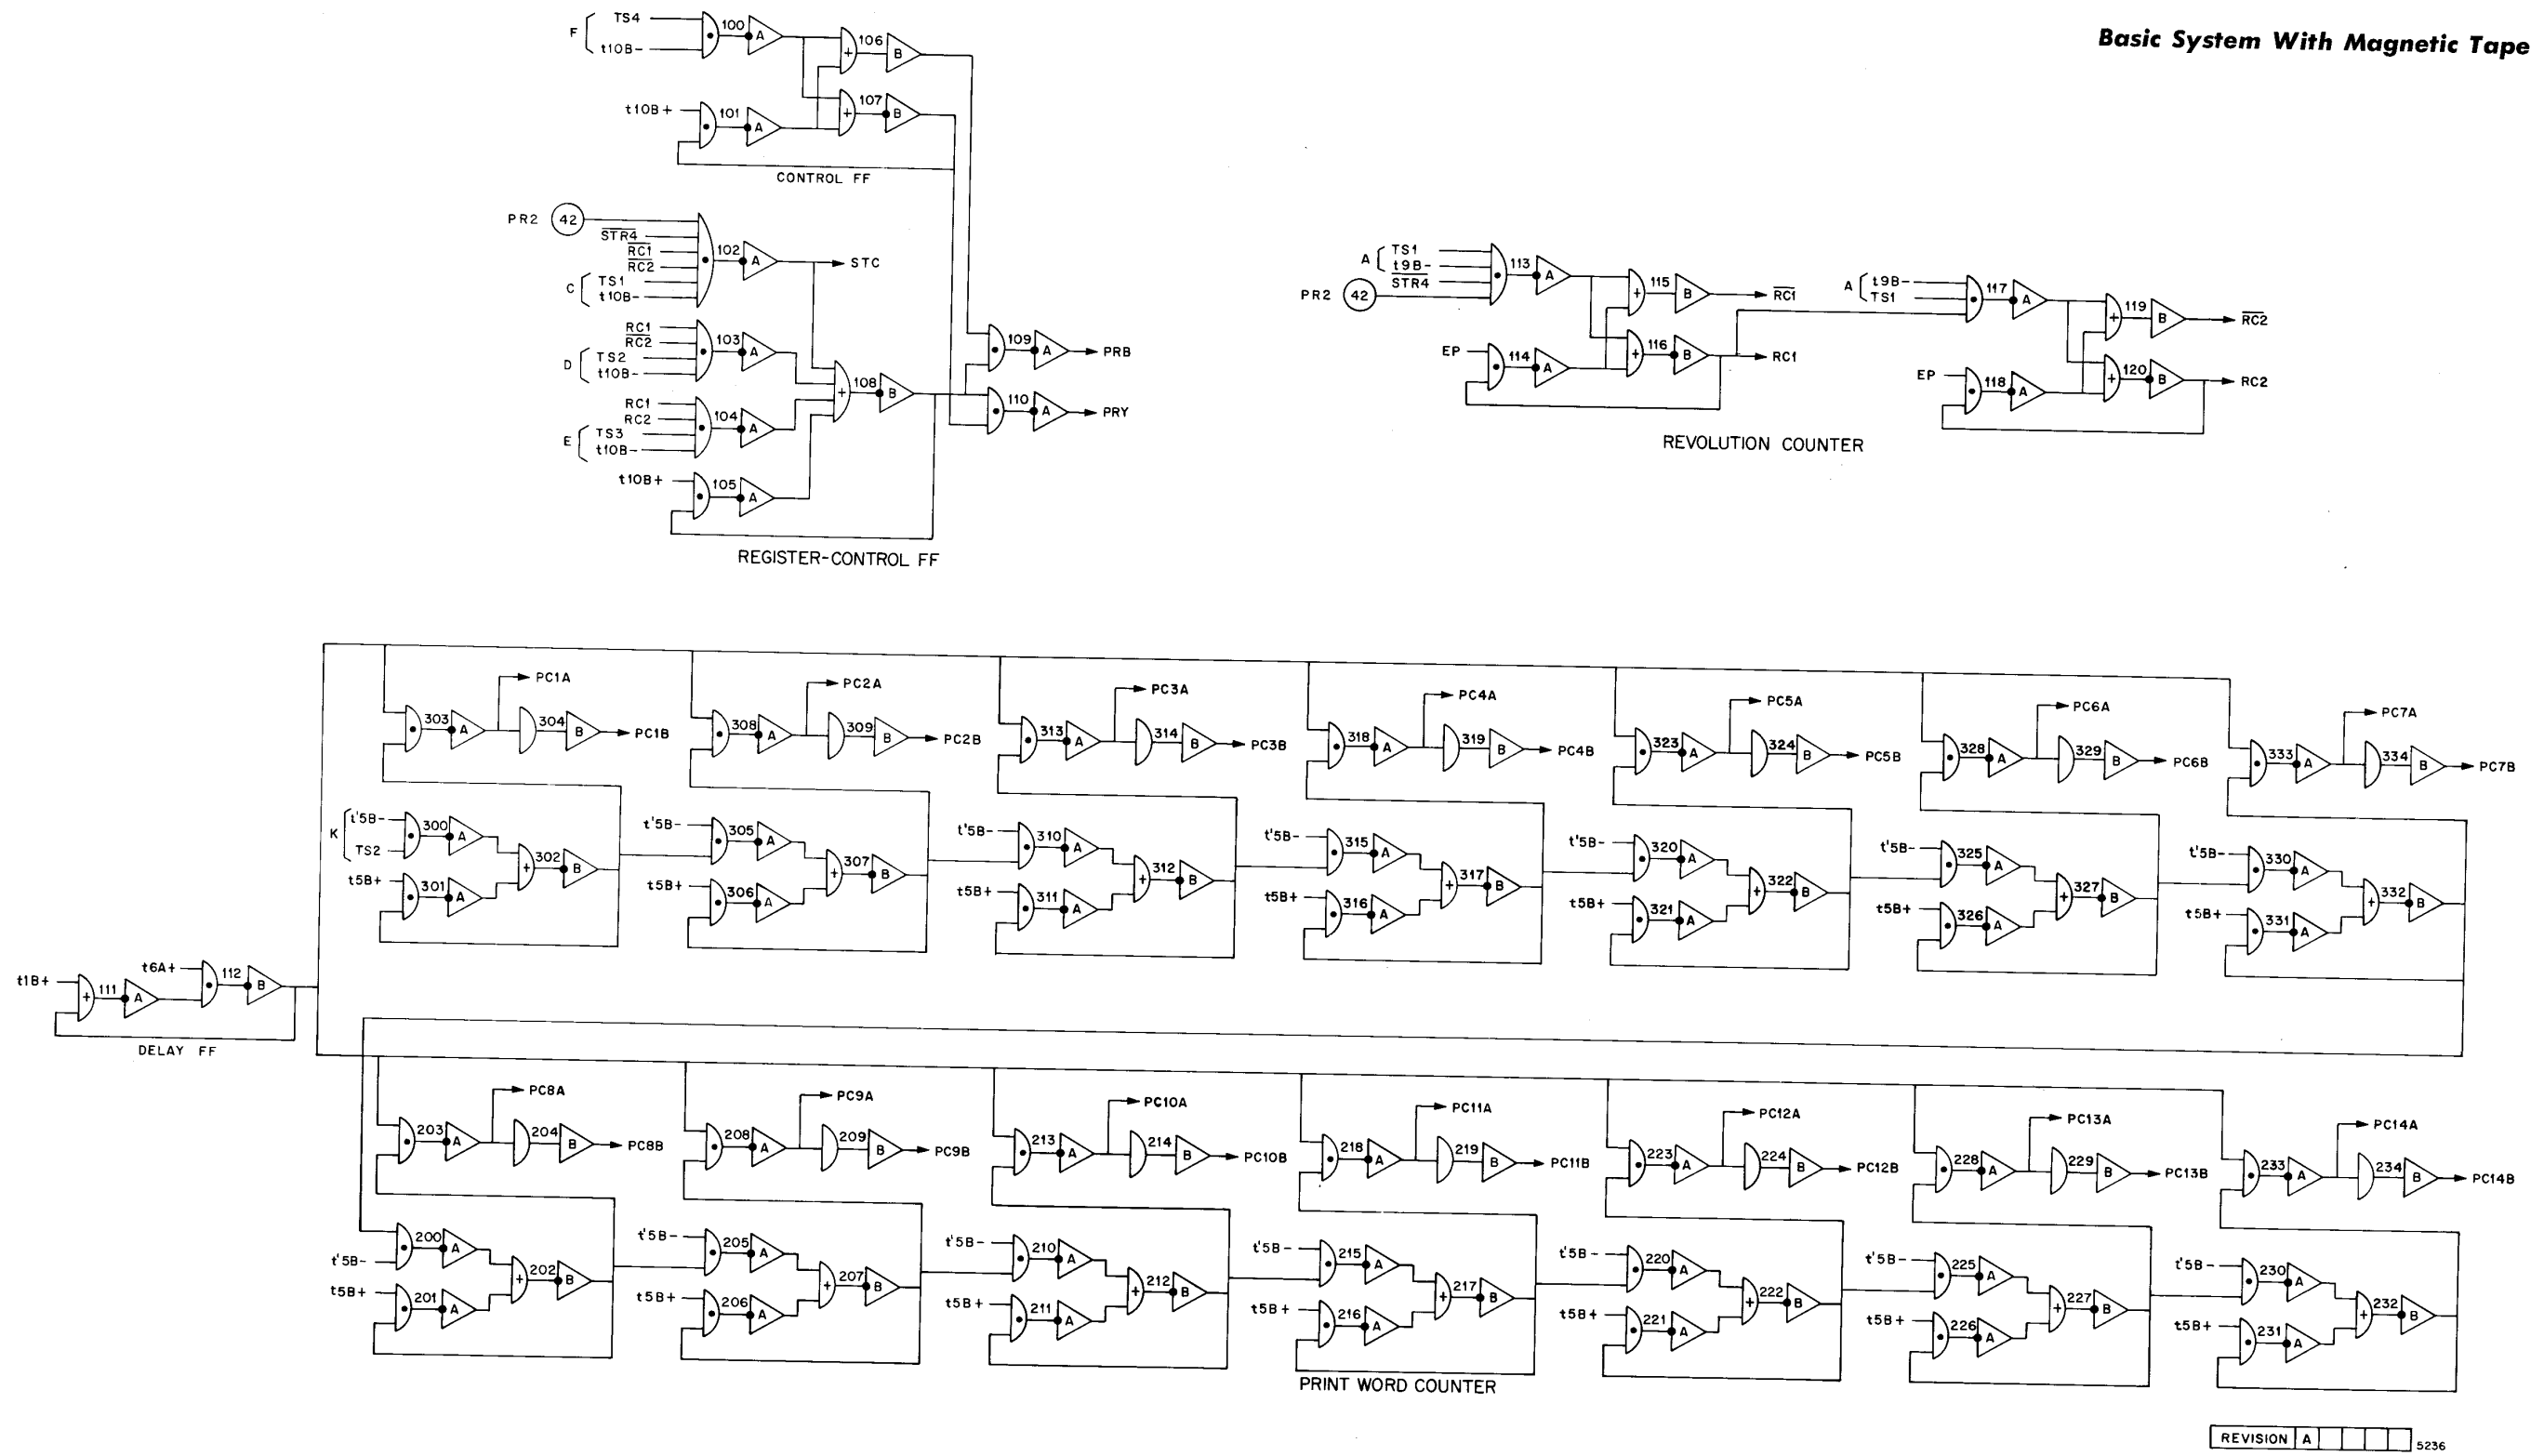 Basic System With Magnetic Tape
F
TS4
t10B-
100
A
106
B
t10B+
101
A
107
B
CONTROL FF
PR2
42
STR4
RC1
RC2
C
TS1
t10B-
102
A
STC
RC1
RC2
D
TS2
t10B-
103
A
RC1
RC2
E
TS3
t10B-
104
A
t10B+
105
A
108
B
109
A
PRB
110
A
PRY
REGISTER-CONTROL FF
A
TS1
t9B-
STR4
PR2
42
113
A
115
B
RC1
EP
114
A
116
B
RC1
A
t9B-
TS1
117
A
119
B
RC2
EP
118
A
120
B
RC2
REVOLUTION COUNTER
PC1A
303
A
304
B
PC1B
PC2A
308
A
309
B
PC2B
PC3A
313
A
314
B
PC3B
PC4A
318
A
319
B
PC4B
PC5A
323
A
324
B
PC5B
PC6A
328
A
329
B
PC6B
PC7A
333
A
334
B
PC7B
K
t'5B-
TS2
300
A
t5B+
301
A
302
B
t'5B-
305
A
t5B+
306
A
307
B
t'5B-
310
A
t5B+
311
A
312
B
t'5B-
315
A
t5B+
316
A
317
B
t'5B-
320
A
t5B+
321
A
322
B
t'5B-
325
A
t5B+
326
A
327
B
t'5B-
330
A
t5B+
331
A
332
B
t1B+
111
A
t6A+
112
B
DELAY FF
PC8A
203
A
204
B
PC8B
PC9A
208
A
209
B
PC9B
PC10A
213
A
214
B
PC10B
PC11A
218
A
219
B
PC11B
PC12A
223
A
224
B
PC12B
PC13A
228
A
229
B
PC13B
PC14A
233
A
234
B
PC14B
t'5B-
200
A
t5B+
201
A
202
B
t'5B-
205
A
t5B+
206
A
207
B
t'5B-
210
A
t5B+
211
A
212
B
t'5B-
215
A
t5B+
216
A
217
B
t'5B-
220
A
t5B+
221
A
222
B
t'5B-
225
A
t5B+
226
A
227
B
t'5B-
230
A
t5B+
231
A
232
B
PRINT WORD COUNTER
REVISION A
5236